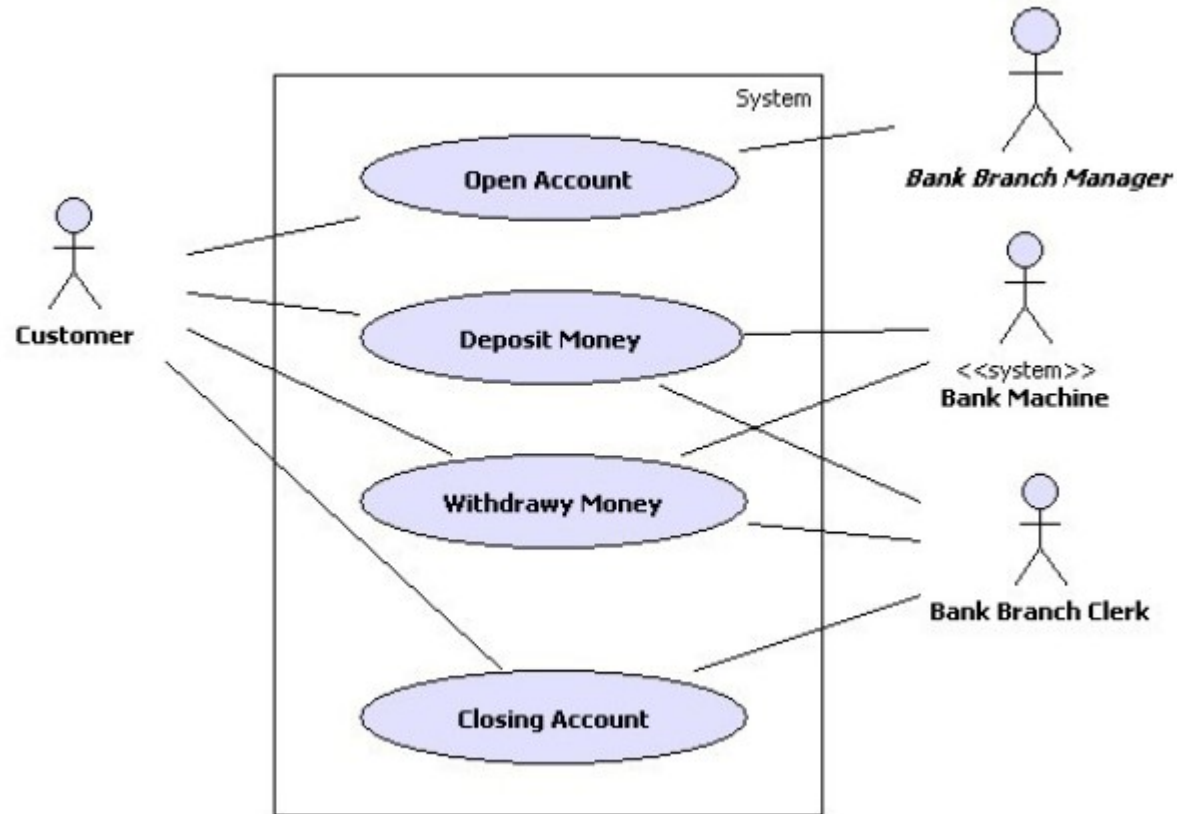 System
Open Account
Bank Branch Manager
Customer
Deposit Money
<<system>>
Bank Machine
Withdrawy Money
Bank Branch Clerk
Closing Account